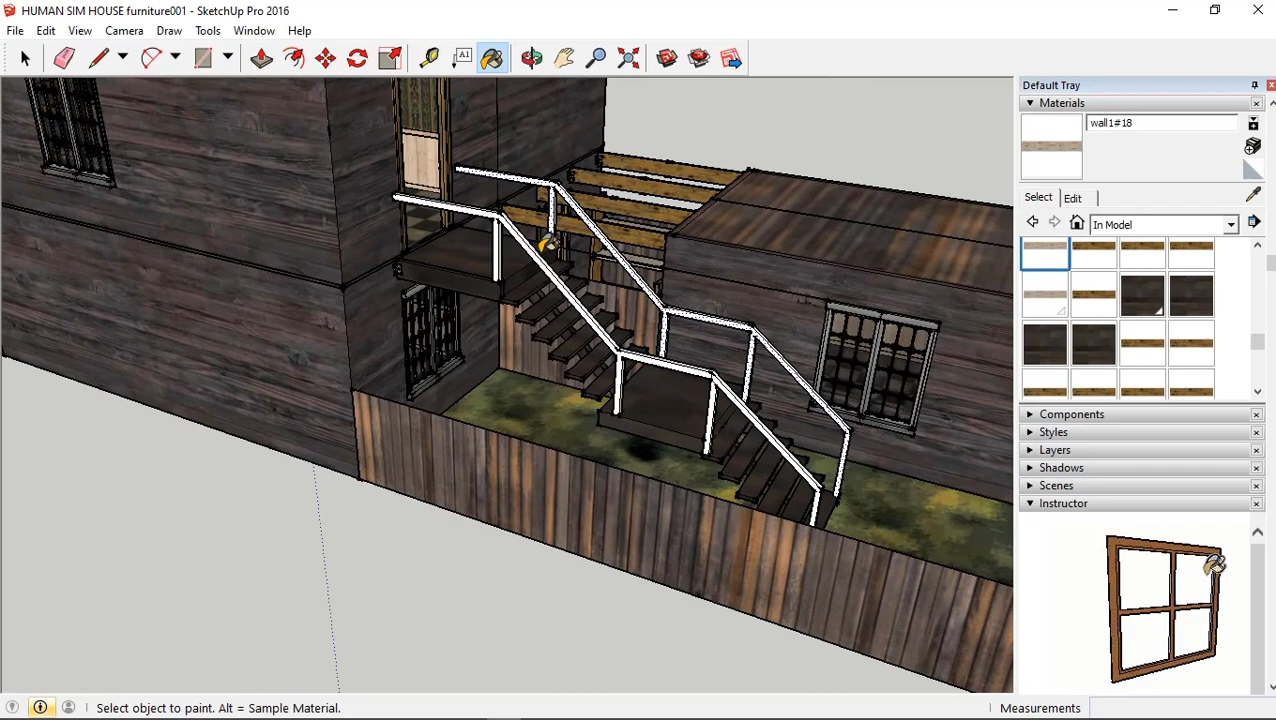 HUMAN SIM HOUSE furniture001 - SketchUp Pro 2016
File Edit View Camera Draw Tools Window Help
A1
Default Tray
Materials
wall1#18
Select Edit
In Model
Components
Styles
Layers
Shadows
Scenes
Instructor
Select object to paint. Alt = Sample Material.
Measurements